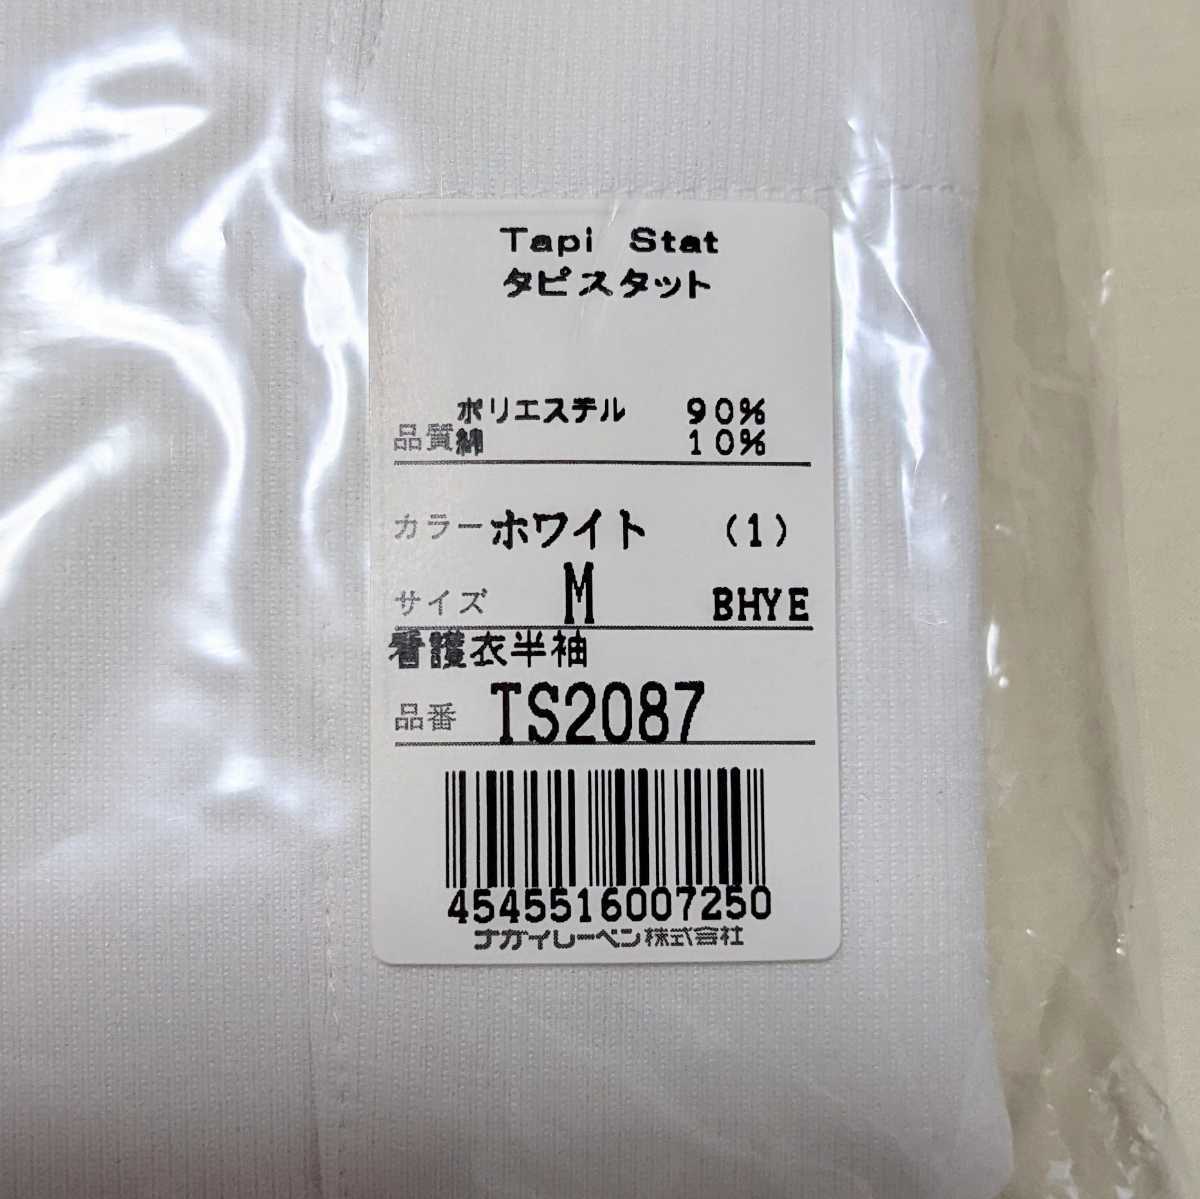 Tapi Stat
タピスタット
ポリエステル 90%
品質 綿 10%
カラー ホワイト (1)
サイズ M BHYE
看護衣半袖
品番 TS2087
4545516007250
ナガイレーベン株式会社